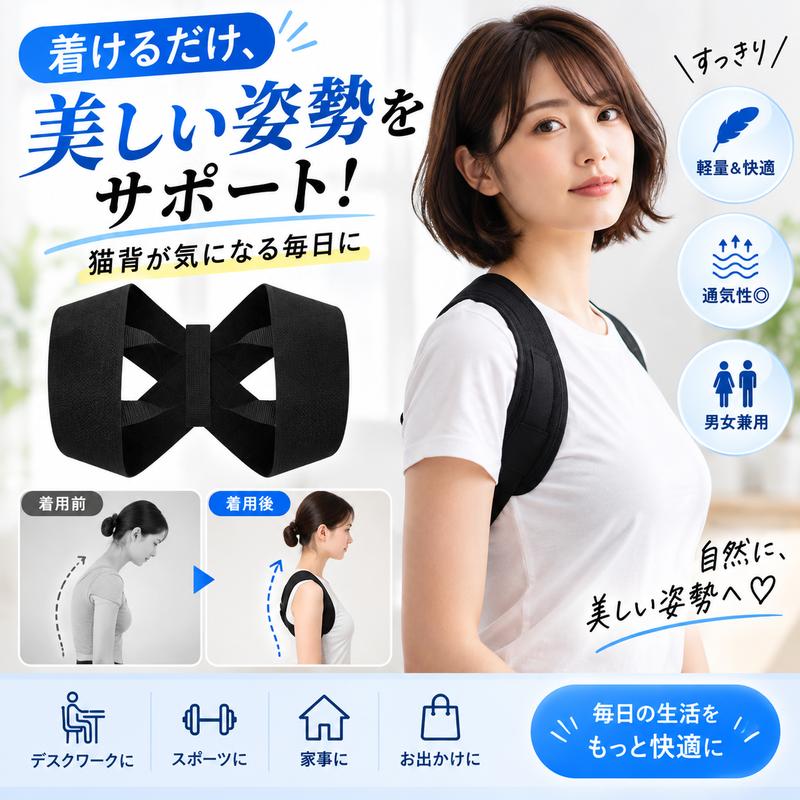 着けるだけ、
美しい姿勢を
サポート!
猫背が気になる毎日に
すっきり
軽量&快適
通気性◎
男女兼用
着用前
着用後
自然に、
美しい姿勢へ♡
デスクワークに
スポーツに
家事に
お出かけに
毎日の生活を
もっと快適に